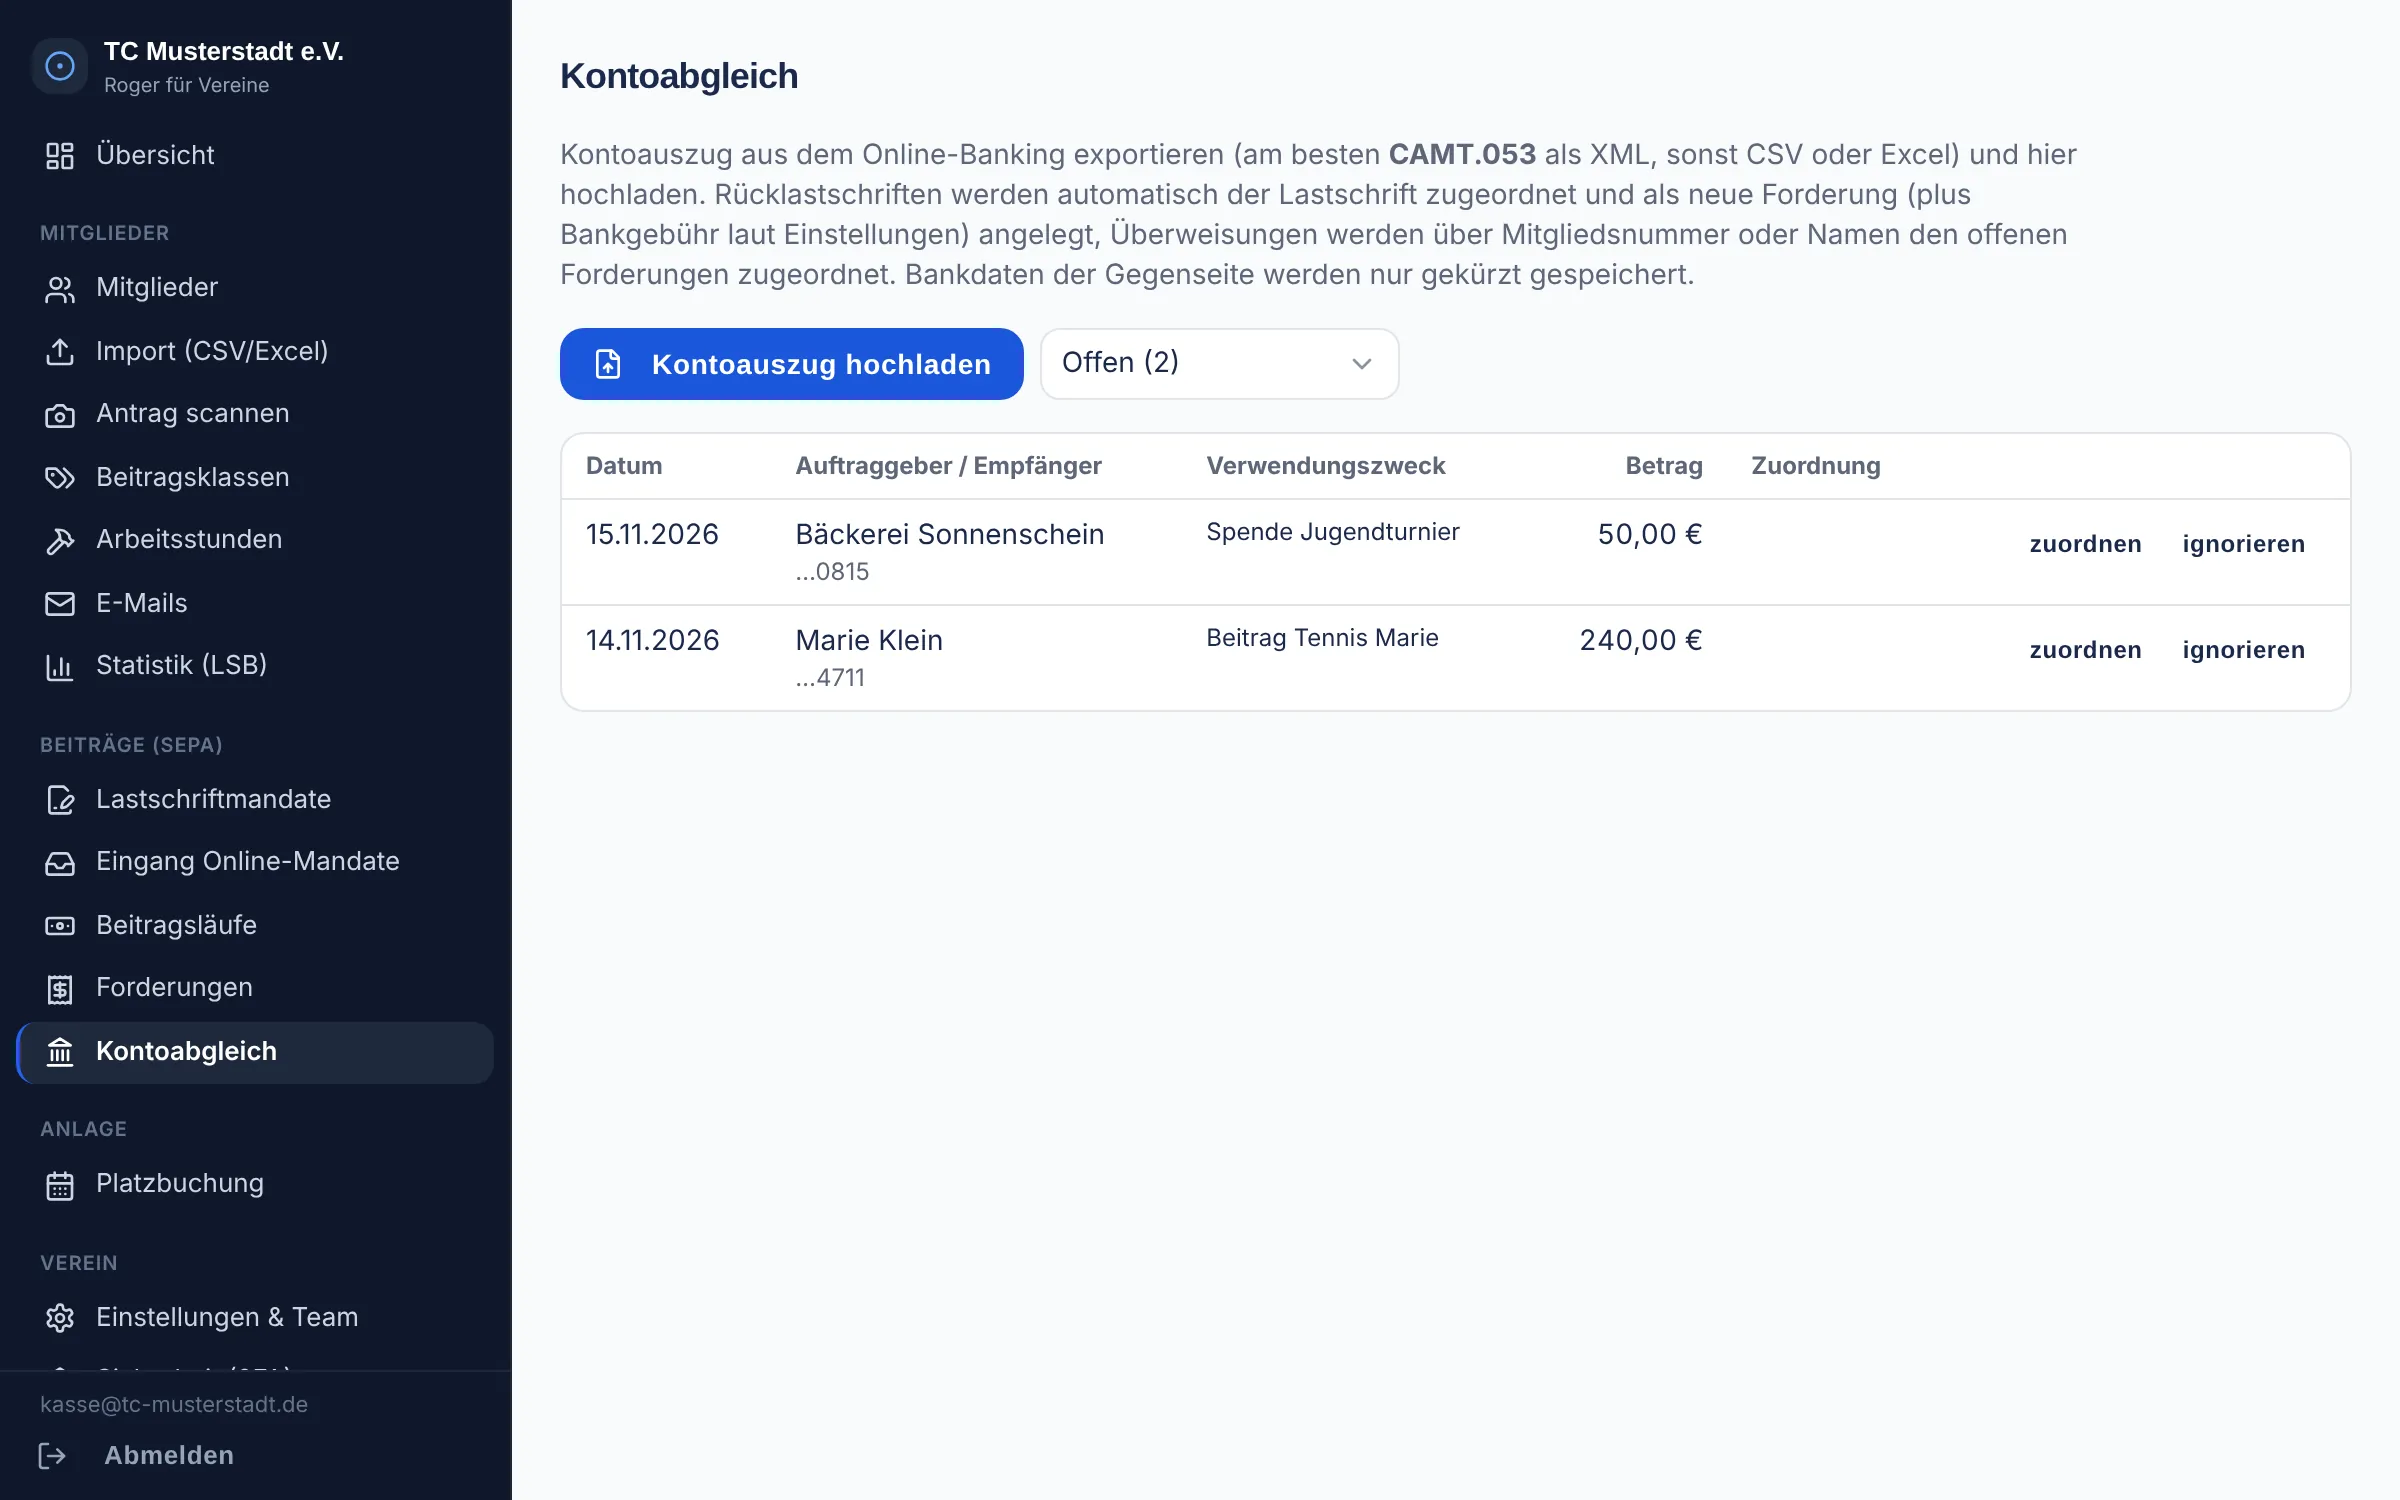 TC Musterstadt e.V.
Roger für Vereine
Übersicht
MITGLIEDER
Mitglieder
Import (CSV/Excel)
Antrag scannen
Beitragsklassen
Arbeitsstunden
E-Mails
Statistik (LSB)
BEITRÄGE (SEPA)
Lastschriftmandate
Eingang Online-Mandate
Beitragsläufe
Forderungen
Kontoabgleich
ANLAGE
Platzbuchung
VEREIN
Einstellungen & Team
kasse@tc-musterstadt.de
Abmelden
Kontoabgleich
Kontoauszug aus dem Online-Banking exportieren (am besten CAMT.053 als XML, sonst CSV oder Excel) und hier
hochladen. Rücklastschriften werden automatisch der Lastschrift zugeordnet und als neue Forderung (plus
Bankgebühr laut Einstellungen) angelegt, Überweisungen werden über Mitgliedsnummer oder Namen den offenen
Forderungen zugeordnet. Bankdaten der Gegenseite werden nur gekürzt gespeichert.
Kontoauszug hochladen
Offen (2)
Datum Auftraggeber / Empfänger Verwendungszweck Betrag Zuordnung
15.11.2026 Bäckerei Sonnenschein Spende Jugendturnier 50,00 € zuordnen ignorieren
...0815
14.11.2026 Marie Klein Beitrag Tennis Marie 240,00 € zuordnen ignorieren
...4711